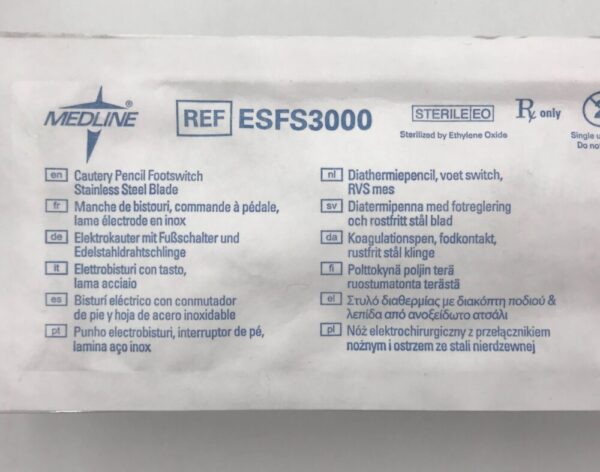 MEDLINE®
REF ESFS3000
STERILE EO
Sterilized by Ethylene Oxide
Rx only
Single u
Do no
en Cautery Pencil Footswitch
Stainless Steel Blade
fr Manche de bistouri, commande à pédale,
lame électrode en inox
de Elektrokauter mit Fußschalter und
Edelstahldrahtschlinge
it Elettrobisturi con tasto,
lama acciaio
es Bisturí eléctrico con conmutador
de pie y hoja de acero inoxidable
pt Punho electrobisturi, interruptor de pé,
lamina aço inox
nl Diathermiepencil, voet switch,
RVS mes
sv Diatermipenna med fotreglering
och rostfritt stål blad
da Koagulationspen, fodkontakt,
rustfrit stål klinge
fi Polttokynä poljin terä
ruostumatonta terästä
el Στυλό διαθερμίας με διακόπτη ποδιού &
λεπίδα από ανοξείδωτο ατσάλι
pl Nóż elektrochirurgiczny z przełącznikiem
nożnym i ostrzem ze stali nierdzewnej